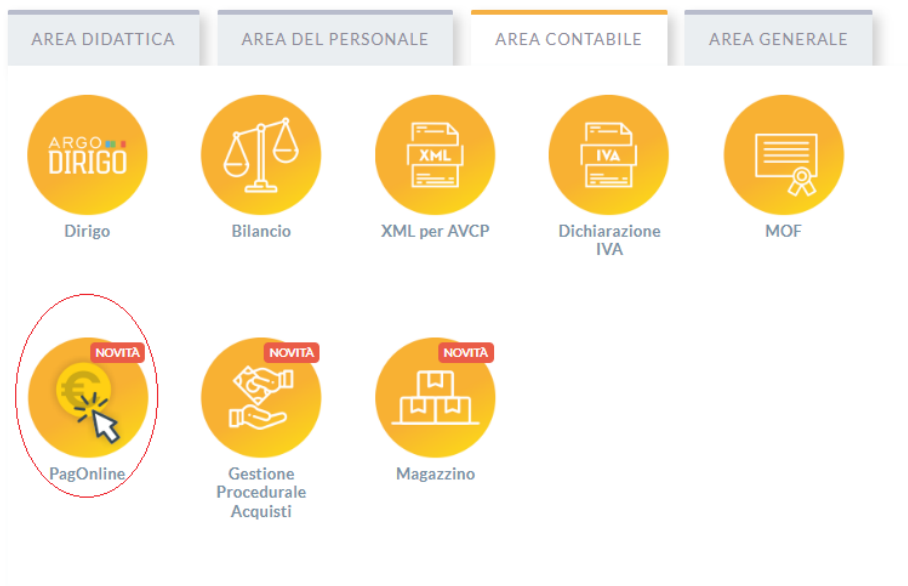 AREA DIDATTICA
AREA DEL PERSONALE
AREA CONTABILE
AREA GENERALE
ARGO
DIRIGO
XML
IVA
Dirigo
Bilancio
XML per AVCP
Dichiarazione
IVA
MOF
NOVITÀ
NOVITÀ
NOVITÀ
€
PagOnline
Gestione
Procedurale
Acquisti
Magazzino